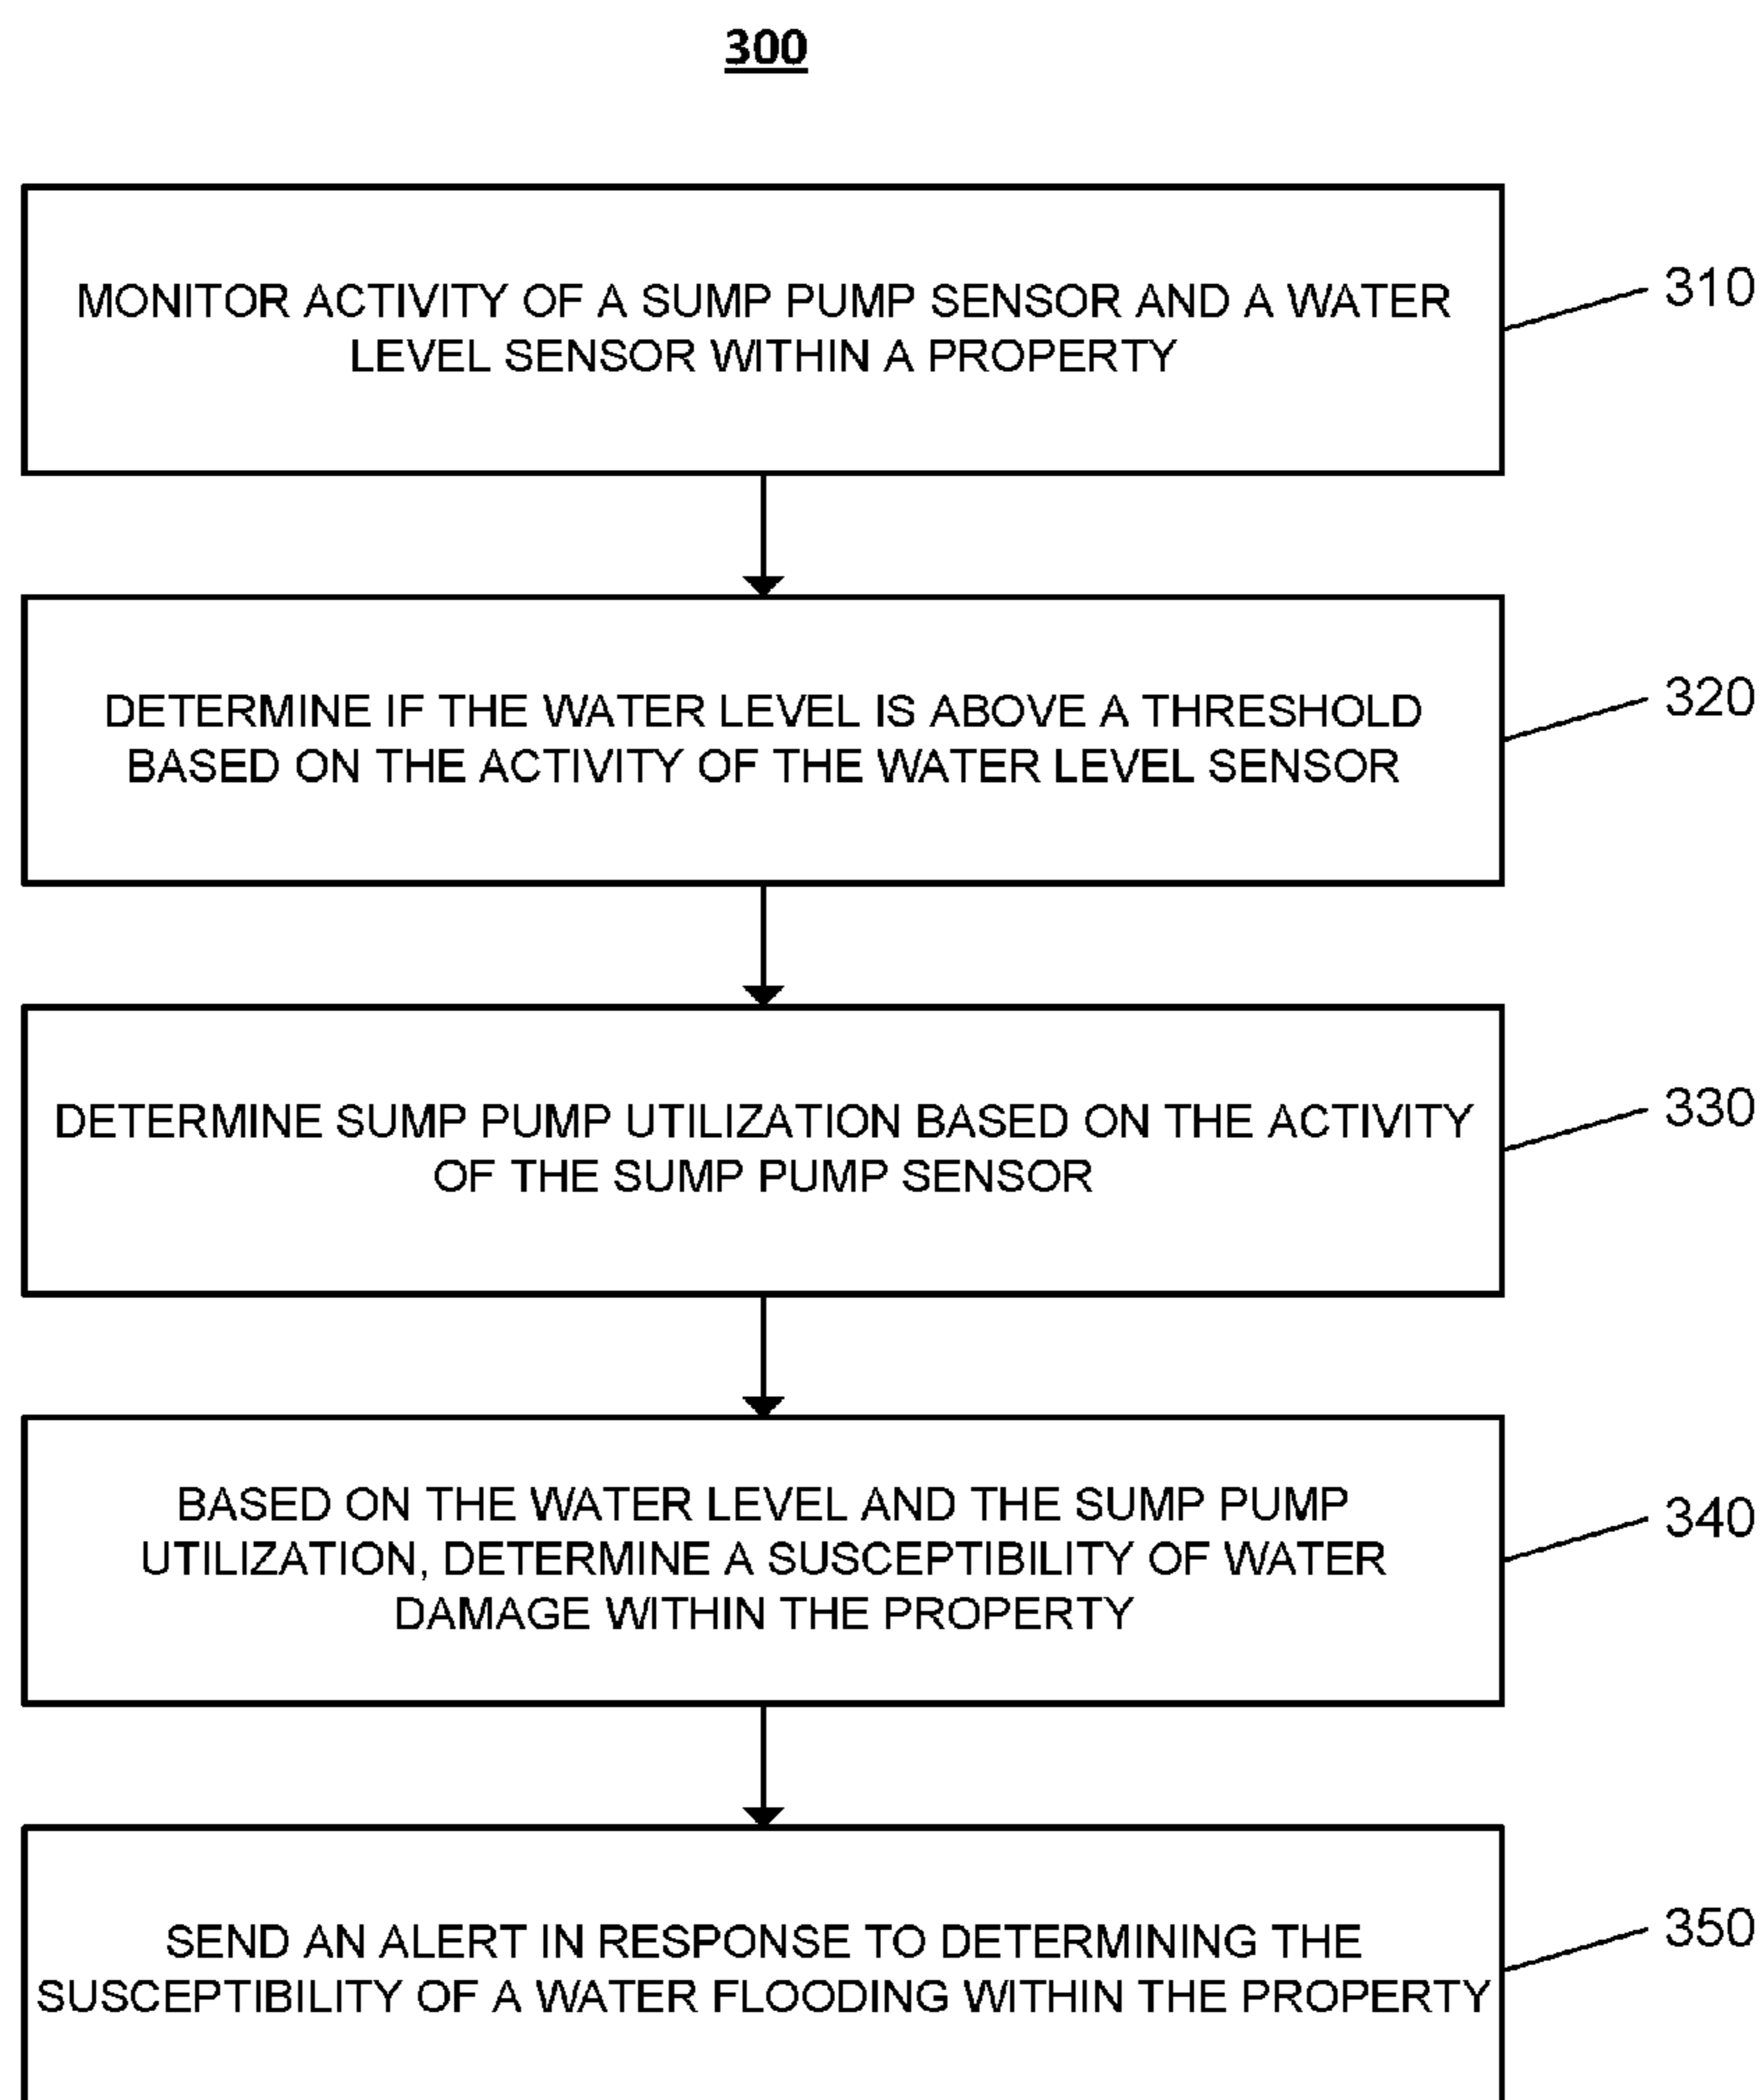 300
MONITOR ACTIVITY OF A SUMP PUMP SENSOR AND A WATER
LEVEL SENSOR WITHIN A PROPERTY
310
DETERMINE IF THE WATER LEVEL IS ABOVE A THRESHOLD
BASED ON THE ACTIVITY OF THE WATER LEVEL SENSOR
320
DETERMINE SUMP PUMP UTILIZATION BASED ON THE ACTIVITY
OF THE SUMP PUMP SENSOR
330
BASED ON THE WATER LEVEL AND THE SUMP PUMP
UTILIZATION, DETERMINE A SUSCEPTIBILITY OF WATER
DAMAGE WITHIN THE PROPERTY
340
SEND AN ALERT IN RESPONSE TO DETERMINING THE
SUSCEPTIBILITY OF A WATER FLOODING WITHIN THE PROPERTY
350